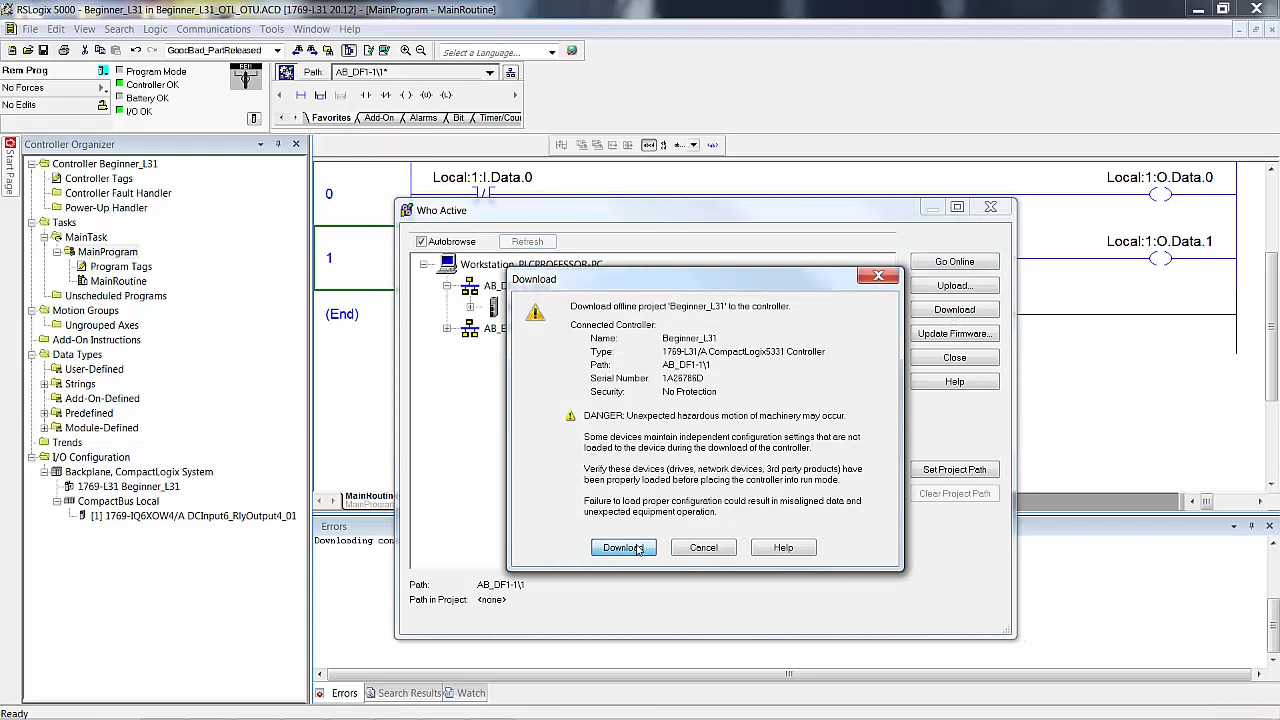 RSLogix 5000 - Beginner_L31 in Beginner_L31_OTL_OTU.ACD [1769-L31 20.12] - [MainProgram - MainRoutine]
File Edit View Search Logic Communications Tools Window Help
GoodBad_PartReleased
Select a Language...
Rem Prog
No Forces
No Edits
Program Mode
Controller OK
Battery OK
I/O OK
REM
Path: AB_DF1-1\1*
Favorites Add-On Alarms Bit Timer/Cou
Start Page
Controller Organizer
Controller Beginner_L31
Controller Tags
Controller Fault Handler
Power-Up Handler
Tasks
MainTask
MainProgram
Program Tags
MainRoutine
Unscheduled Programs
Motion Groups
Ungrouped Axes
Add-On Instructions
Data Types
User-Defined
Strings
Add-On-Defined
Predefined
Module-Defined
Trends
I/O Configuration
Backplane, CompactLogix System
1769-L31 Beginner_L31
CompactBus Local
[1] 1769-IQ6XOW4/A DCInput6_RlyOutput4_01
0
Local:1:I.Data.0
Local:1:O.Data.0
1
Local:1:O.Data.1
(End)
MainRoutin
MainProgram
Who Active
Autobrowse
Refresh
Workstation, PLCPROFESSOR-PC
AB_D
AB_E
Go Online
Upload...
Download
Update Firmware...
Close
Help
Set Project Path
Clear Project Path
Path: AB_DF1-1\1
Path in Project: <none>
Download
Download offline project 'Beginner_L31' to the controller.
Connected Controller:
Name: Beginner_L31
Type: 1769-L31/A CompactLogix5331 Controller
Path: AB_DF1-1\1
Serial Number: 1A26766D
Security: No Protection
DANGER: Unexpected hazardous motion of machinery may occur.
Some devices maintain independent configuration settings that are not
loaded to the device during the download of the controller.
Verify these devices (drives, network devices, 3rd party products) have
been properly loaded before placing the controller into run mode.
Failure to load proper configuration could result in misaligned data and
unexpected equipment operation.
Download Cancel Help
Errors
Downloading con
Errors Search Results Watch
Ready